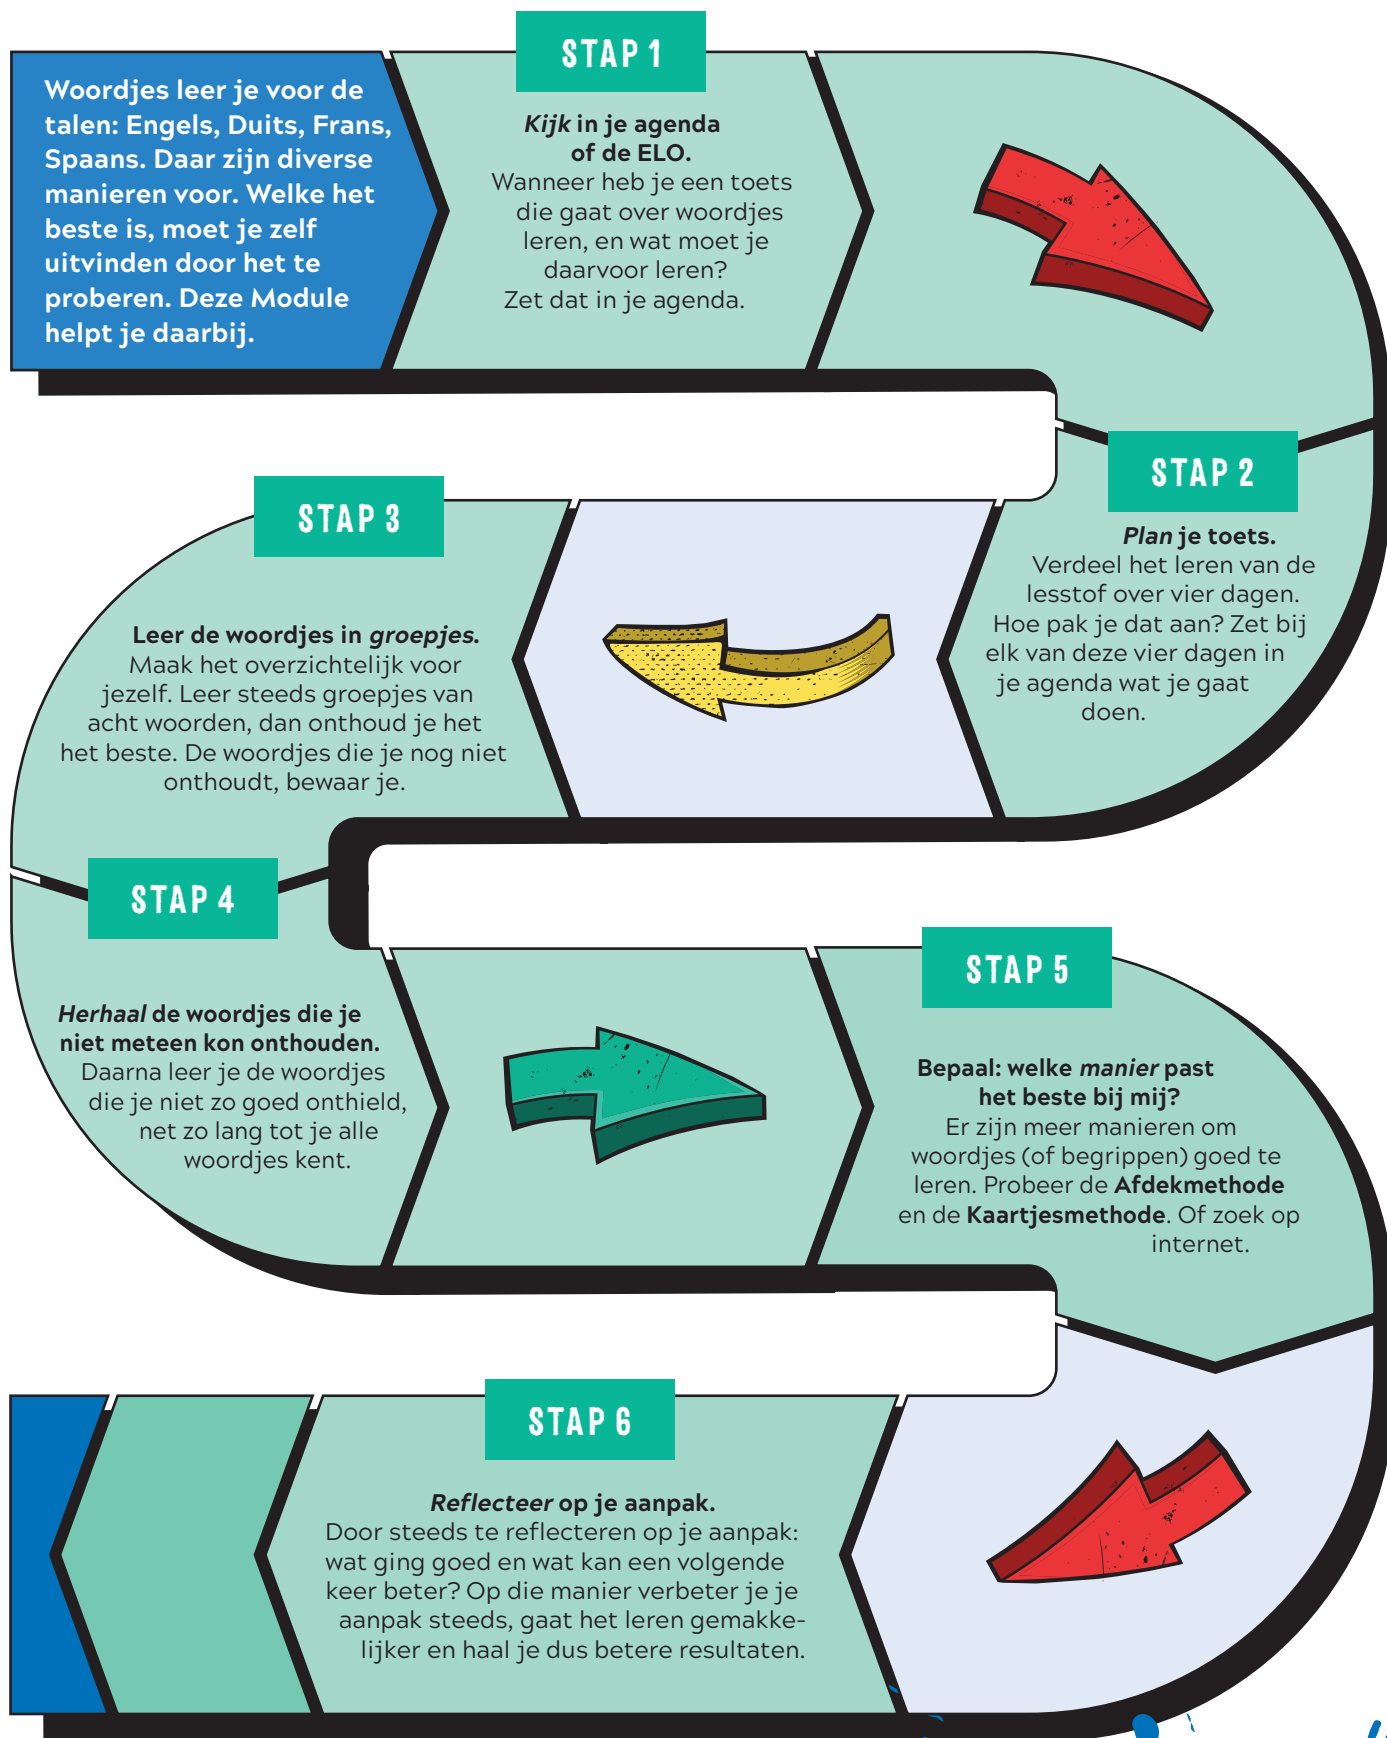 Woordjes leer je voor de
talen: Engels, Duits, Frans,
Spaans. Daar zijn diverse
manieren voor. Welke het
beste is, moet je zelf
uitvinden door het te
proberen. Deze Module
helpt je daarbij.
STAP 1
Kijk in je agenda
of de ELO.
Wanneer heb je een toets
die gaat over woordjes
leren, en wat moet je
daarvoor leren?
Zet dat in je agenda.
STAP 2
Plan je toets.
Verdeel het leren van de
lesstof over vier dagen.
Hoe pak je dat aan? Zet bij
elk van deze vier dagen in
je agenda wat je gaat
doen.
STAP 3
Leer de woordjes in groepjes.
Maak het overzichtelijk voor
jezelf. Leer steeds groepjes van
acht woorden, dan onthoud je het
het beste. De woordjes die je nog niet
onthoudt, bewaar je.
STAP 4
Herhaal de woordjes die je
niet meteen kon onthouden.
Daarna leer je de woordjes
die je niet zo goed onthield,
net zo lang tot je alle
woordjes kent.
STAP 5
Bepaal: welke manier past
het beste bij mij?
Er zijn meer manieren om
woordjes (of begrippen) goed te
leren. Probeer de Afdekmethode
en de Kaartjesmethode. Of zoek op
internet.
STAP 6
Reflecteer op je aanpak.
Door steeds te reflecteren op je aanpak:
wat ging goed en wat kan een volgende
keer beter? Op die manier verbeter je je
aanpak steeds, gaat het leren gemakke-
lijker en haal je dus betere resultaten.